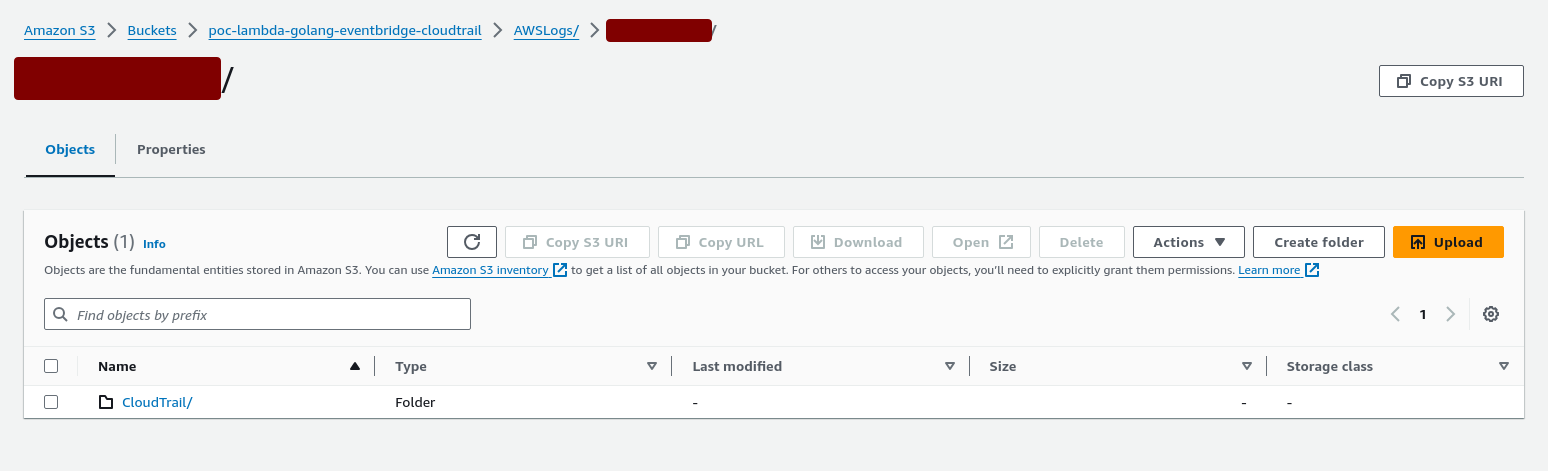 Amazon S3 > Buckets > poc-lambda-golang-eventbridge-cloudtrail > AWSLogs/ > /
/
Copy S3 URI
Objects Properties
Objects (1) Info
Copy S3 URI Copy URL Download Open Delete Actions Create folder Upload
Objects are the fundamental entities stored in Amazon S3. You can use Amazon S3 inventory to get a list of all objects in your bucket. For others to access your objects, you'll need to explicitly grant them permissions. Learn more
Find objects by prefix
1
Name Type Last modified Size Storage class
CloudTrail/ Folder - - -